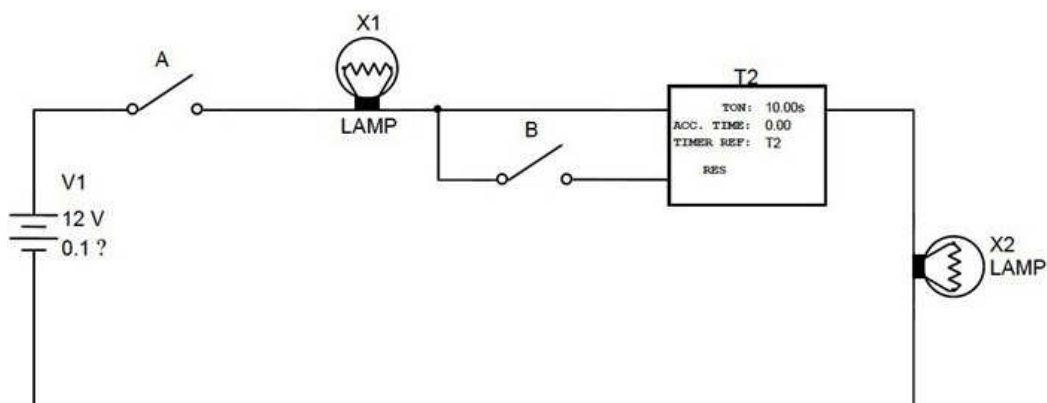 X1
A
LAMP
T2
TON: 10.00s
ACC. TIME: 0.00
TIMER REF: T2
RES
B
V1
12 V
0.1 ?
X2
LAMP